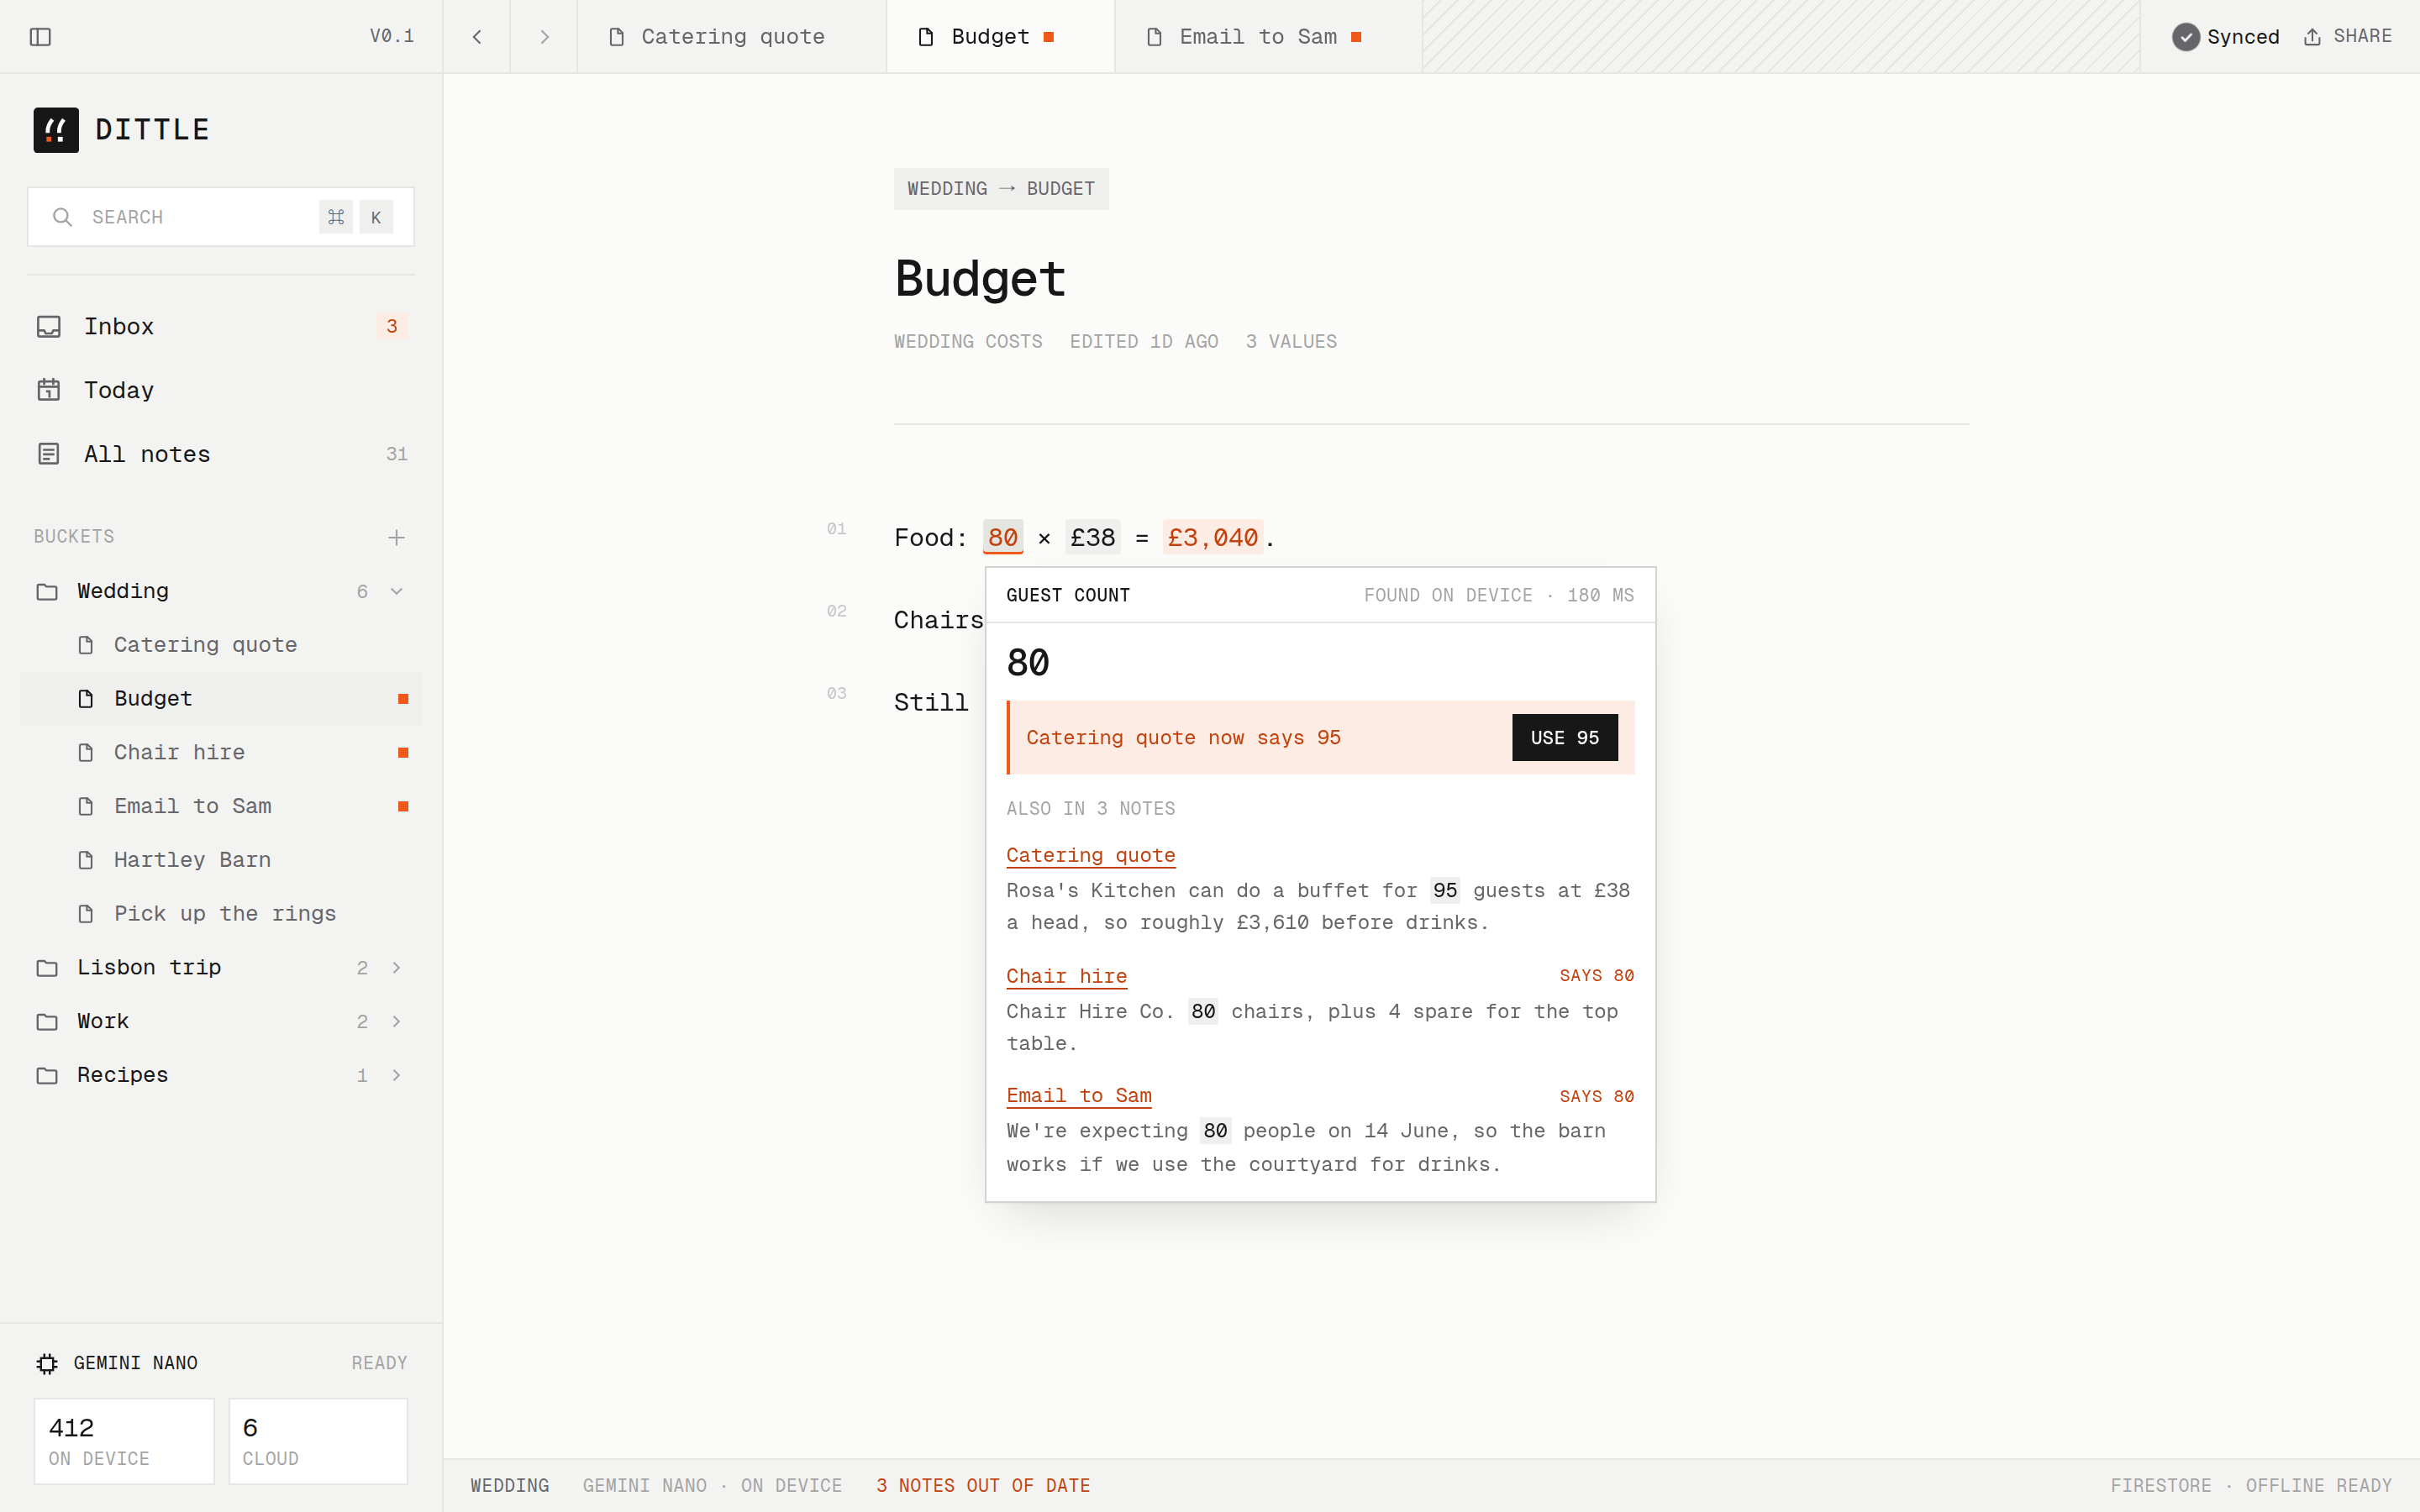 V0.1
Catering quote
Budget
Email to Sam
Synced
SHARE
DITTLE
SEARCH ⌘ K
Inbox 3
Today
All notes 31
BUCKETS
Wedding 6
Catering quote
Budget
Chair hire
Email to Sam
Hartley Barn
Pick up the rings
Lisbon trip 2
Work 2
Recipes 1
GEMINI NANO READY
412
ON DEVICE
6
CLOUD
WEDDING → BUDGET
Budget
WEDDING COSTS EDITED 1D AGO 3 VALUES
01 Food: 80 × £38 = £3,040.
02 Chairs
03 Still
GUEST COUNT FOUND ON DEVICE · 180 MS
80
Catering quote now says 95 USE 95
ALSO IN 3 NOTES
Catering quote
Rosa's Kitchen can do a buffet for 95 guests at £38
a head, so roughly £3,610 before drinks.
Chair hire SAYS 80
Chair Hire Co. 80 chairs, plus 4 spare for the top
table.
Email to Sam SAYS 80
We're expecting 80 people on 14 June, so the barn
works if we use the courtyard for drinks.
WEDDING GEMINI NANO · ON DEVICE 3 NOTES OUT OF DATE FIRESTORE · OFFLINE READY